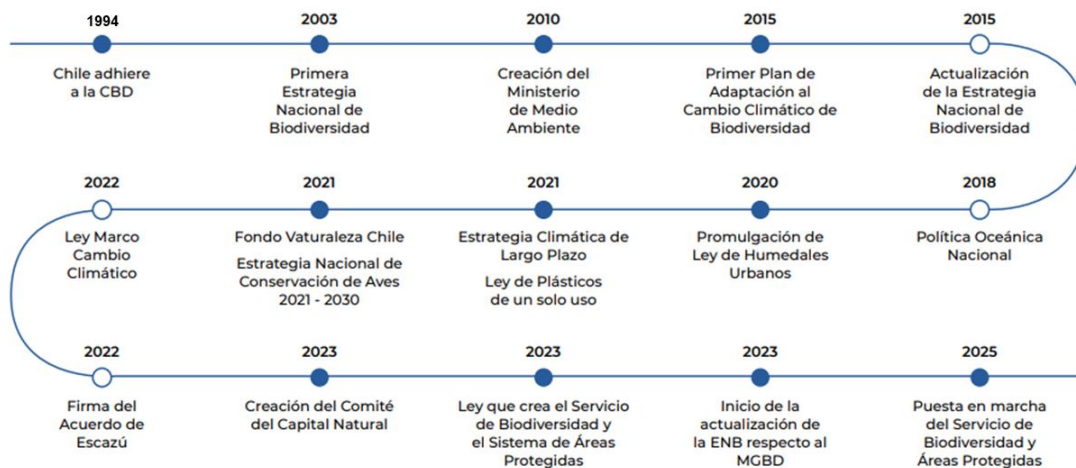 1994
Chile adhiere
a la CBD
2003
Primera
Estrategia
Nacional de
Biodiversidad
2010
Creación del
Ministerio
de Medio
Ambiente
2015
Primer Plan de
Adaptación al
Cambio Climático de
Biodiversidad
2015
Actualización
de la Estrategia
Nacional de
Biodiversidad
2018
Política Oceánica
Nacional
2020
Promulgación de
Ley de Humedales
Urbanos
2021
Estrategia Climática de
Largo Plazo
Ley de Plásticos
de un solo uso
2021
Fondo Vaturaleza Chile
Estrategia Nacional de
Conservación de Aves
2021 - 2030
2022
Ley Marco
Cambio
Climático
2022
Firma del
Acuerdo de
Escazú
2023
Creación del Comité
del Capital Natural
2023
Ley que crea el Servicio
de Biodiversidad y
el Sistema de Áreas
Protegidas
2023
Inicio de la
actualización de
la ENB respecto al
MGBD
2025
Puesta en marcha
del Servicio de
Biodiversidad y
Áreas Protegidas